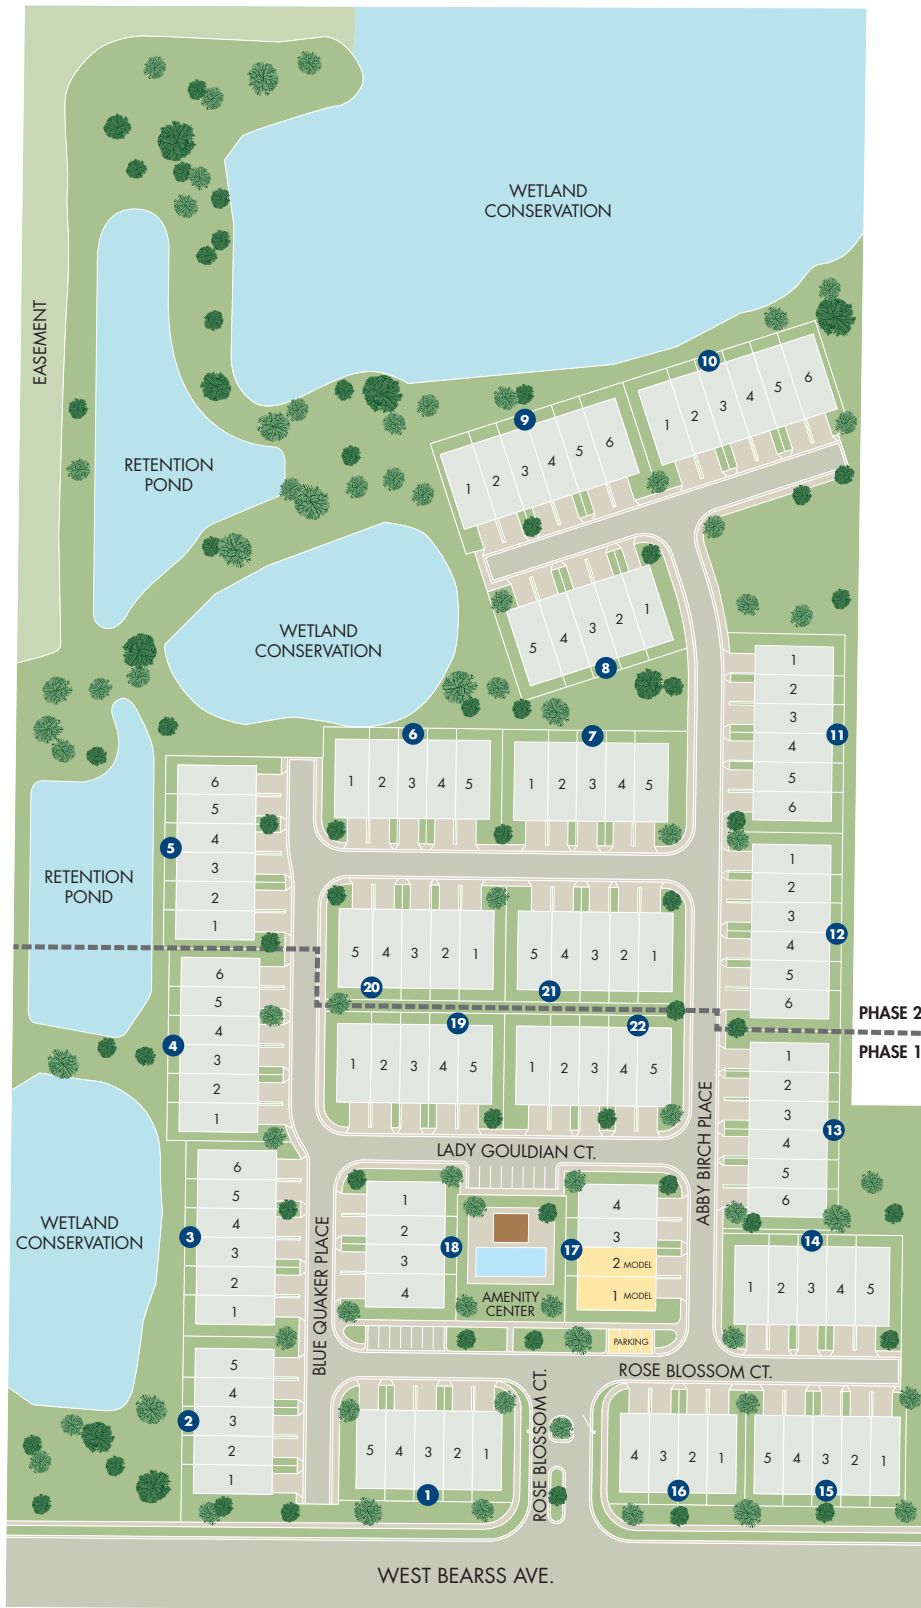 WETLAND
CONSERVATION
EASEMENT
10
1 2 3 4 5 6
9
1 2 3 4 5 6
RETENTION
POND
WETLAND
CONSERVATION
5 4 3 2 1
8
1
2
3
4
5
6
11
6
1 2 3 4 5
7
1 2 3 4 5
6
5
4
3
2
1
5
RETENTION
POND
1
2
3
4
5
6
12
5 4 3 2 1
20
5 4 3 2 1
21
PHASE 2
PHASE 1
6
5
4
3
2
1
4
19
1 2 3 4 5
22
1 2 3 4 5
1
2
3
4
5
6
13
ABBY BIRCH PLACE
LADY GOULDIAN CT.
WETLAND
CONSERVATION
6
5
4
3
2
1
3
BLUE QUAKER PLACE
1
2
3
4
18
AMENITY
CENTER
17
4
3
2 MODEL
1 MODEL
PARKING
14
1 2 3 4 5
ROSE BLOSSOM CT.
5
4
3
2
1
2
5 4 3 2 1
1
ROSE BLOSSOM CT.
4 3 2 1
16
5 4 3 2 1
15
WEST BEARSS AVE.